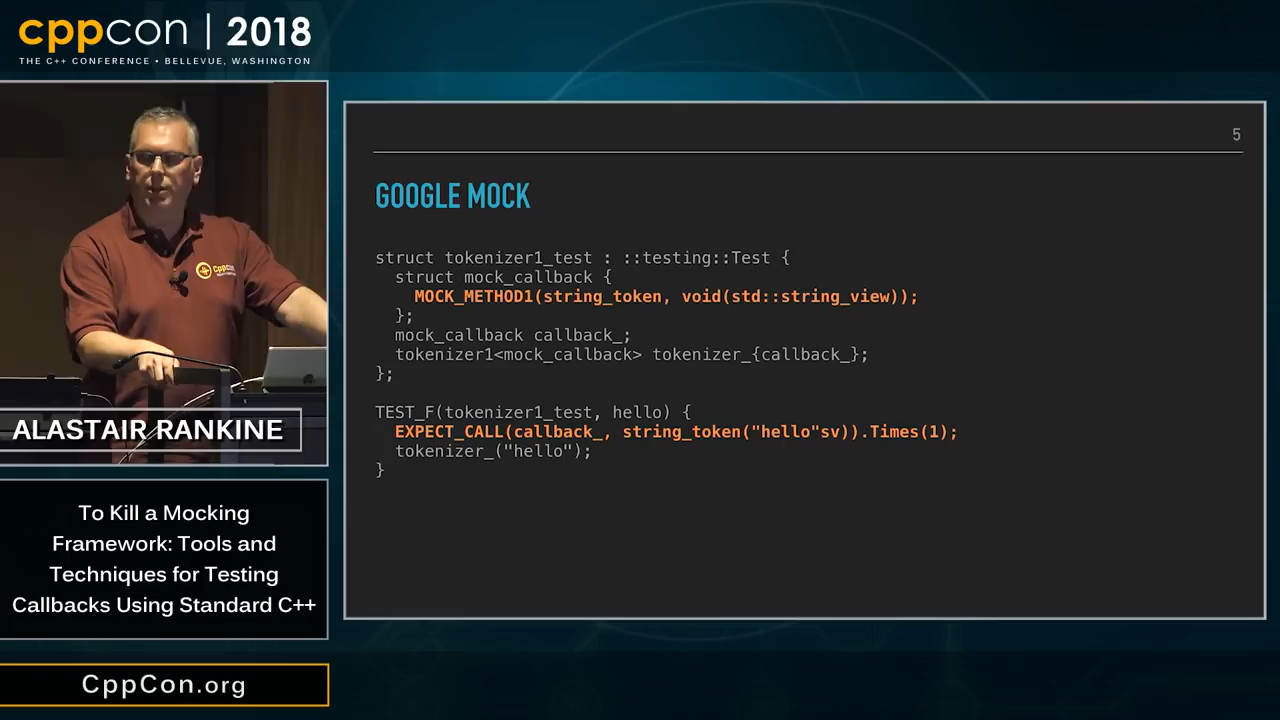 cppcon | 2018
THE C++ CONFERENCE • BELLEVUE, WASHINGTON
Cppcon
ALASTAIR RANKINE
To Kill a Mocking
Framework: Tools and
Techniques for Testing
Callbacks Using Standard C++
CppCon.org
5
GOOGLE MOCK
struct tokenizer1_test : ::testing::Test {
  struct mock_callback {
    MOCK_METHOD1(string_token, void(std::string_view));
  };
  mock_callback callback_;
  tokenizer1<mock_callback> tokenizer_{callback_};
};
TEST_F(tokenizer1_test, hello) {
  EXPECT_CALL(callback_, string_token("hello"sv)).Times(1);
  tokenizer_("hello");
}